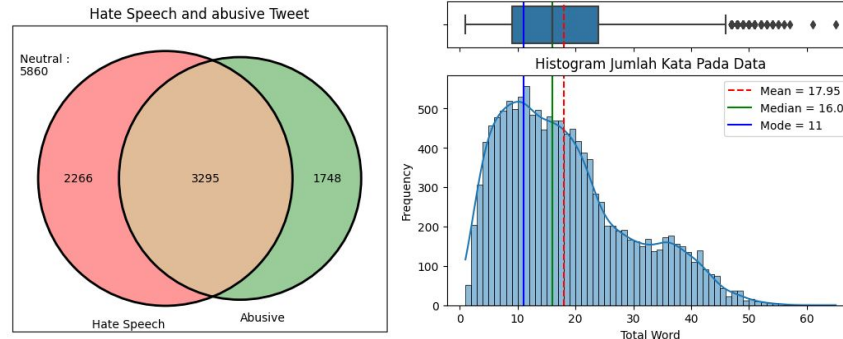 Hate Speech and abusive Tweet
Neutral :
5860
2266
3295
1748
Hate Speech
Abusive
Histogram Jumlah Kata Pada Data
Mean = 17.95
Median = 16.0
Mode = 11
Frequency
500
400
300
200
100
0
0 10 20 30 40 50 60
Total Word